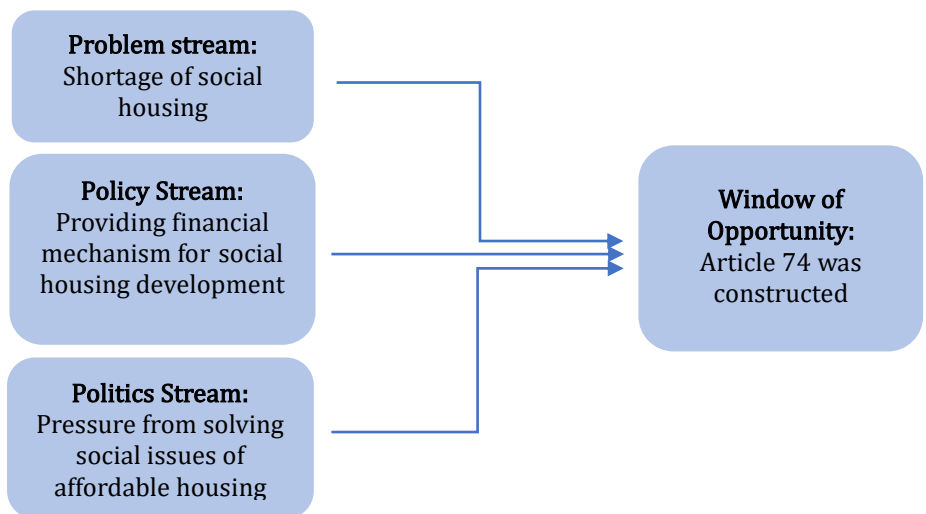 Problem stream:
Shortage of social
housing
Policy Stream:
Providing financial
mechanism for social
housing development
Politics Stream:
Pressure from solving
social issues of
affordable housing
Window of
Opportunity:
Article 74 was
constructed